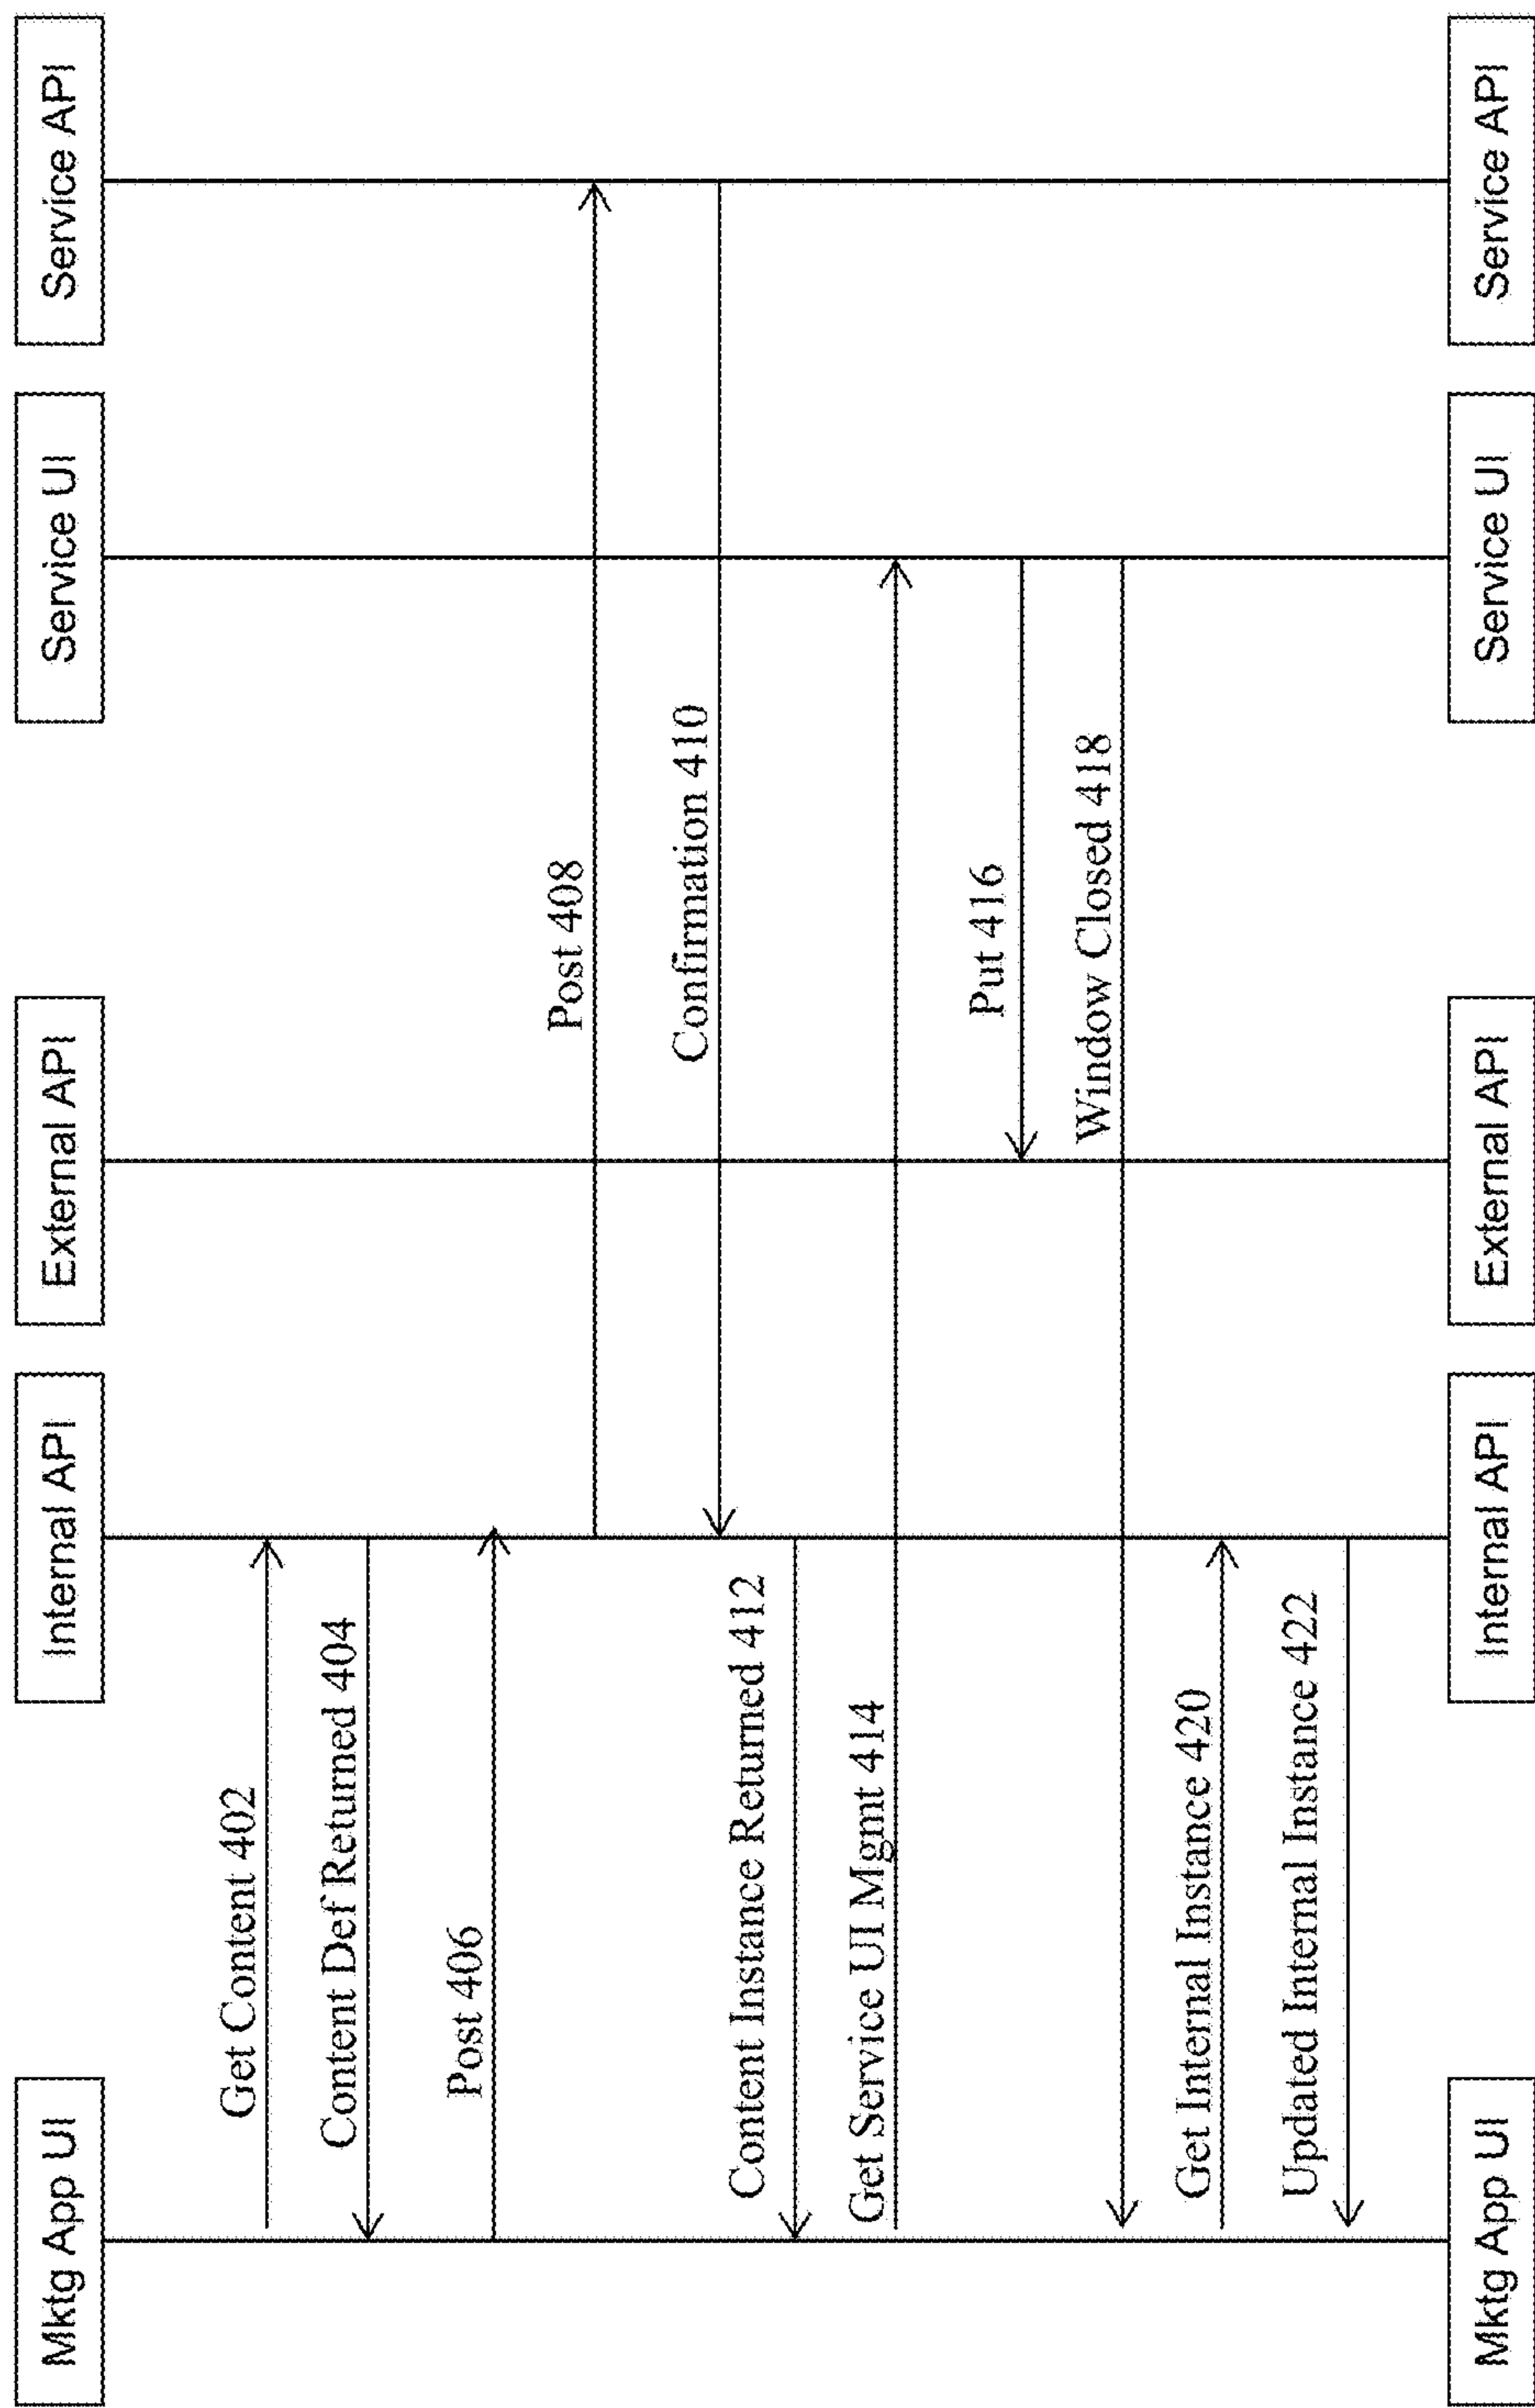 Mktg App UI
Internal API
External API
Service UI
Service API
Get Content 402
Content Def Returned 404
Post 406
Post 408
Confirmation 410
Content Instance Returned 412
Get Service UI Mgmt 414
Put 416
Window Closed 418
Get Internal Instance 420
Updated Internal Instance 422
Mktg App UI
Internal API
External API
Service UI
Service API